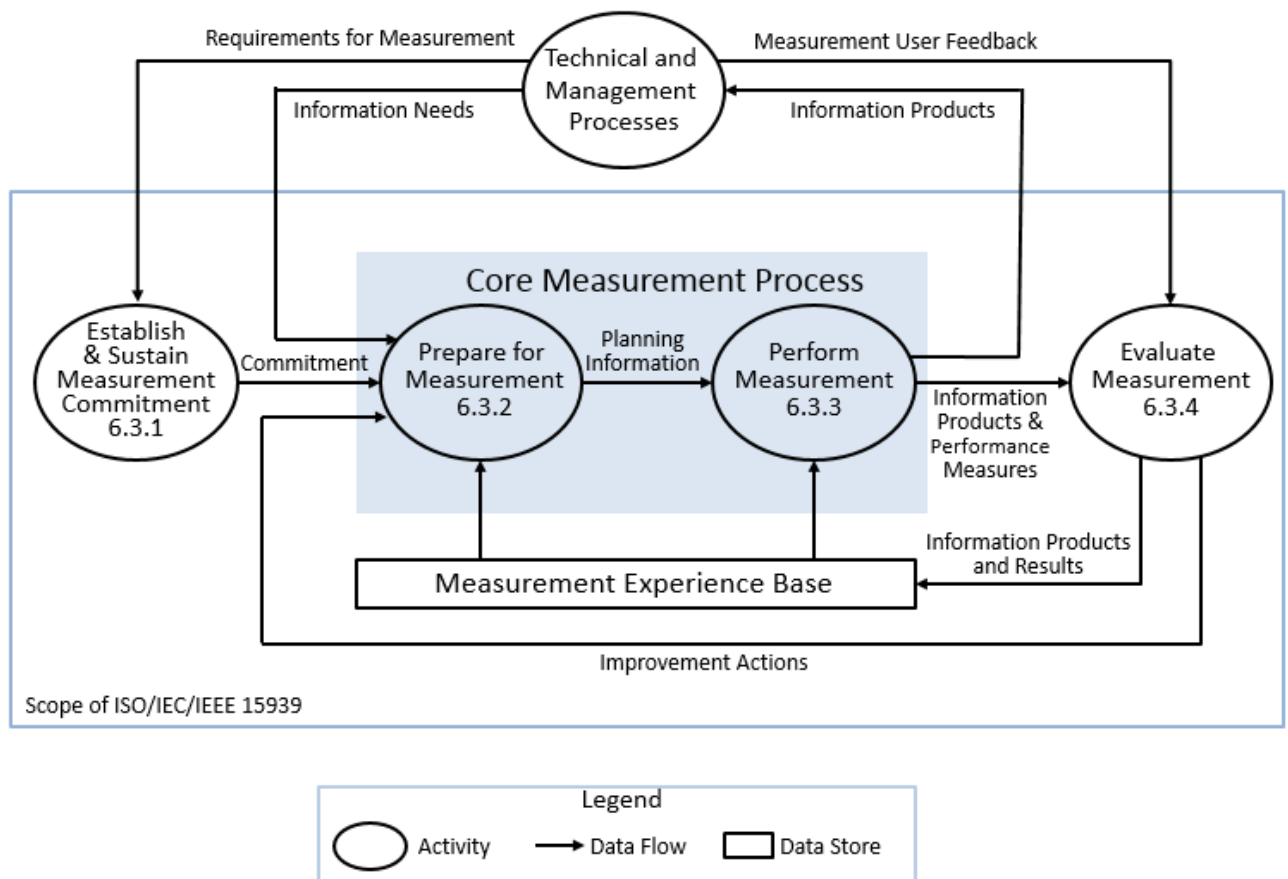 Requirements for Measurement
Measurement User Feedback
Technical and
Management
Processes
Information Needs
Information Products
Core Measurement Process
Establish
& Sustain
Measurement
Commitment
6.3.1
Commitment
Prepare for
Measurement
6.3.2
Planning
Information
Perform
Measurement
6.3.3
Information
Products &
Performance
Measures
Evaluate
Measurement
6.3.4
Information Products
and Results
Measurement Experience Base
Improvement Actions
Scope of ISO/IEC/IEEE 15939
Legend
Activity
Data Flow
Data Store